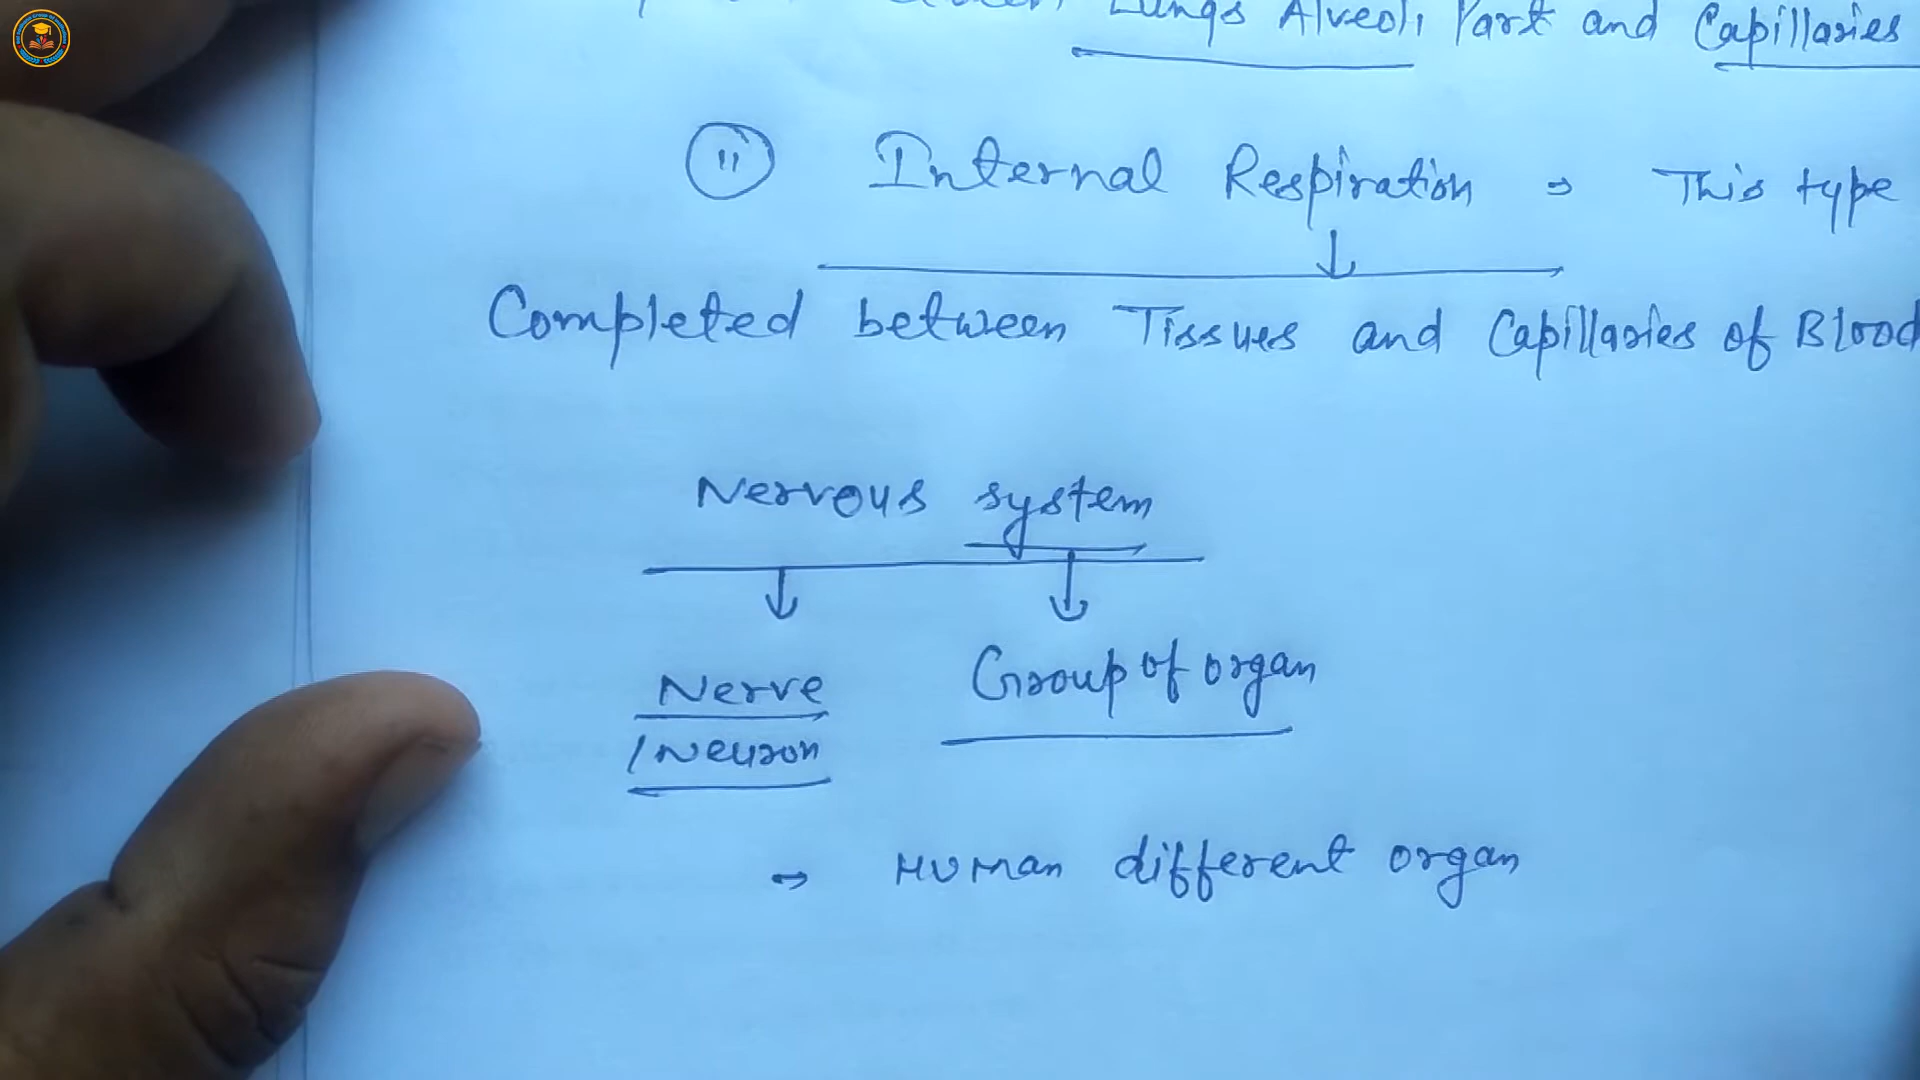 Lungs Alveoli Part and Capillaries
(ii) Internal Respiration ⇒ This type
Completed between Tissues and Capillaries of Blood
Nervous system
Nerve Group of organ
/Neuron
→ Human different organ